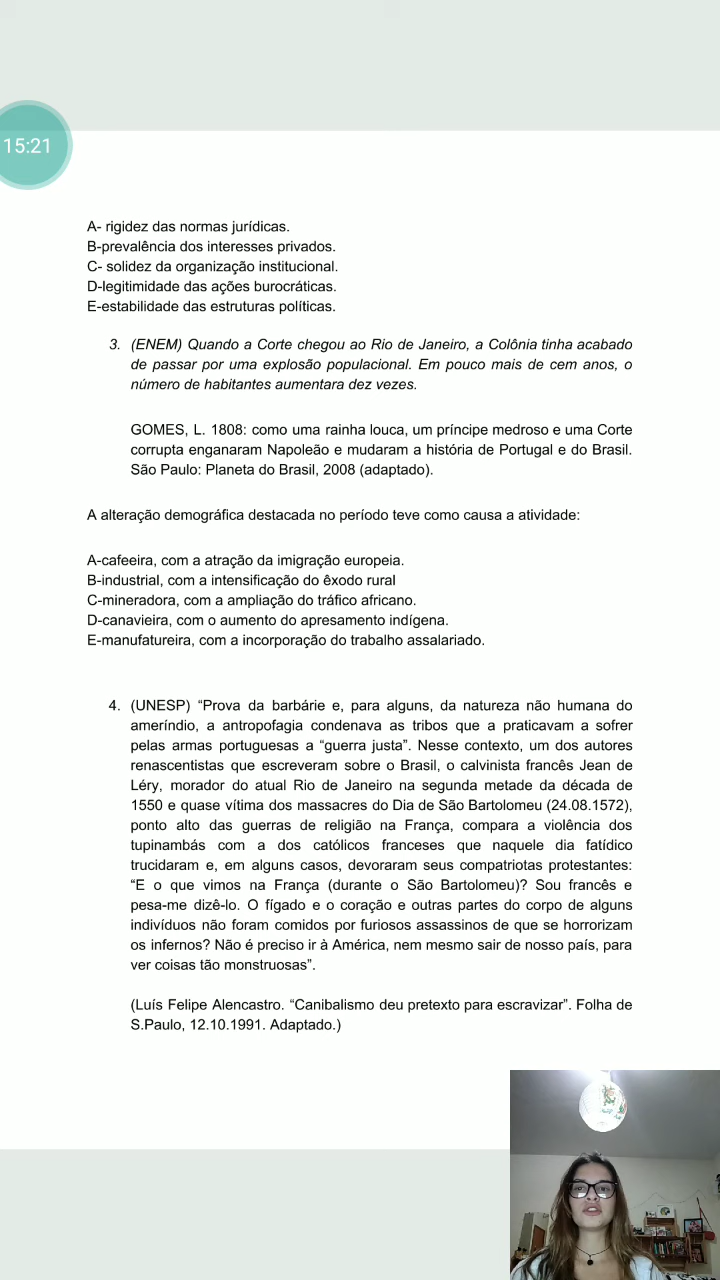 15:21
A- rigidez das normas jurídicas.
B-prevalência dos interesses privados.
C- solidez da organização institucional.
D-legitimidade das ações burocráticas.
E-estabilidade das estruturas políticas.
3. (ENEM) Quando a Corte chegou ao Rio de Janeiro, a Colônia tinha acabado
de passar por uma explosão populacional. Em pouco mais de cem anos, o
número de habitantes aumentara dez vezes.
GOMES, L. 1808: como uma rainha louca, um príncipe medroso e uma Corte
corrupta enganaram Napoleão e mudaram a história de Portugal e do Brasil.
São Paulo: Planeta do Brasil, 2008 (adaptado).
A alteração demográfica destacada no período teve como causa a atividade:
A-cafeeira, com a atração da imigração europeia.
B-industrial, com a intensificação do êxodo rural
C-mineradora, com a ampliação do tráfico africano.
D-canavieira, com o aumento do apresamento indígena.
E-manufatureira, com a incorporação do trabalho assalariado.
4. (UNESP) “Prova da barbárie e, para alguns, da natureza não humana do
ameríndio, a antropofagia condenava as tribos que a praticavam a sofrer
pelas armas portuguesas a “guerra justa”. Nesse contexto, um dos autores
renascentistas que escreveram sobre o Brasil, o calvinista francês Jean de
Léry, morador do atual Rio de Janeiro na segunda metade da década de
1550 e quase vítima dos massacres do Dia de São Bartolomeu (24.08.1572),
ponto alto das guerras de religião na França, compara a violência dos
tupinambás com a dos católicos franceses que naquele dia fatídico
trucidaram e, em alguns casos, devoraram seus compatriotas protestantes:
“E o que vimos na França (durante o São Bartolomeu)? Sou francês e
pesa-me dizê-lo. O fígado e o coração e outras partes do corpo de alguns
indivíduos não foram comidos por furiosos assassinos de que se horrorizam
os infernos? Não é preciso ir à América, nem mesmo sair de nosso país, para
ver coisas tão monstruosas”.
(Luís Felipe Alencastro. “Canibalismo deu pretexto para escravizar”. Folha de
S.Paulo, 12.10.1991. Adaptado.)